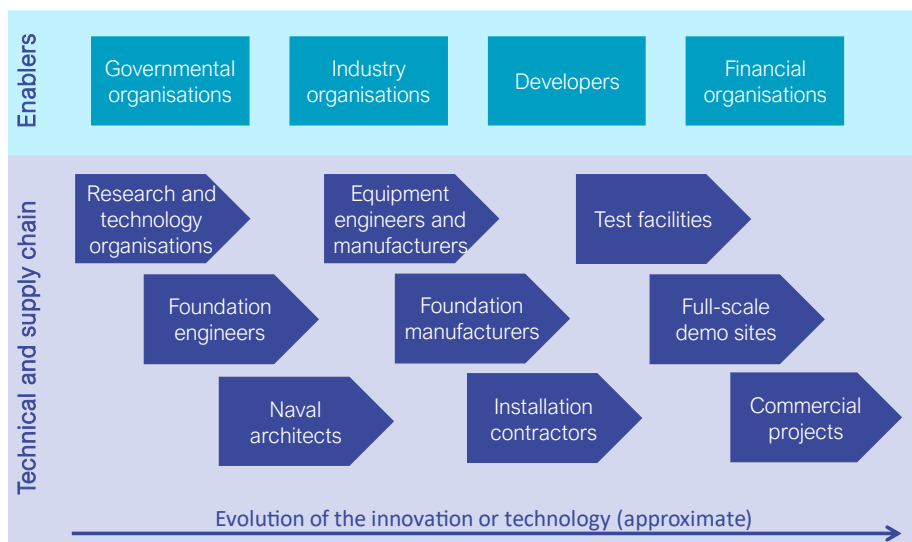 Enablers
Governmental
organisations
Industry
organisations
Developers
Financial
organisations
Technical and supply chain
Research and
technology
organisations
Equipment
engineers and
manufacturers
Test facilities
Foundation
engineers
Foundation
manufacturers
Full-scale
demo sites
Naval
architects
Installation
contractors
Commercial
projects
Evolution of the innovation or technology (approximate)